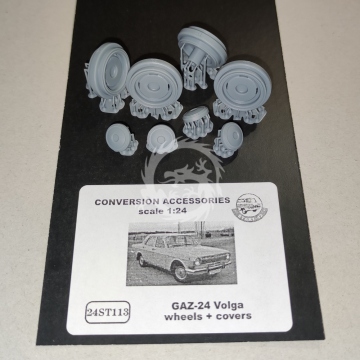 CONVERSION ACCESSORIES
scale 1:24
24ST113
GAZ-24 Volga
wheels + covers